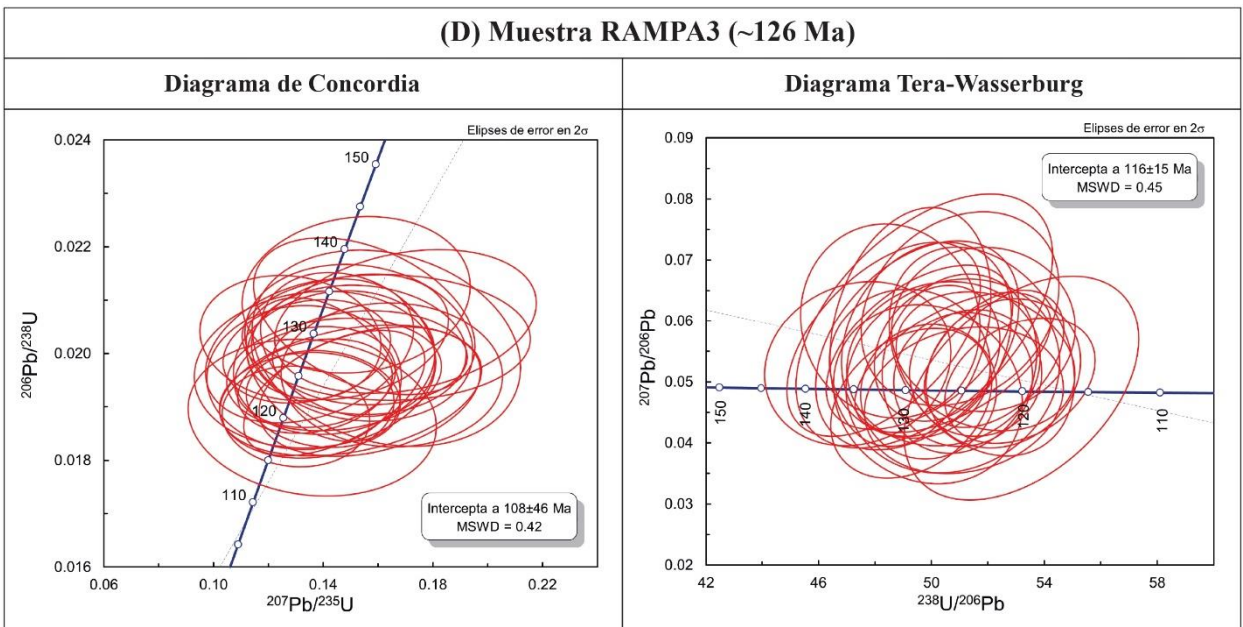 (D) Muestra RAMPA3 (~126 Ma)
Diagrama de Concordia
Diagrama Tera-Wasserburg
Elipses de error en 2σ
0.024
0.022
0.020
0.018
0.016
²⁰⁶Pb/²³⁸U
150
140
130
120
110
Intercepta a 108±46 Ma
MSWD = 0.42
0.06
0.10
0.14
0.18
0.22
²⁰⁷Pb/²³⁵U
Elipses de error en 2σ
0.09
0.08
0.07
0.06
0.05
0.04
0.03
0.02
²⁰⁷Pb/²⁰⁶Pb
Intercepta a 116±15 Ma
MSWD = 0.45
150
140
130
120
110
42
46
50
54
58
²³⁸U/²⁰⁶Pb